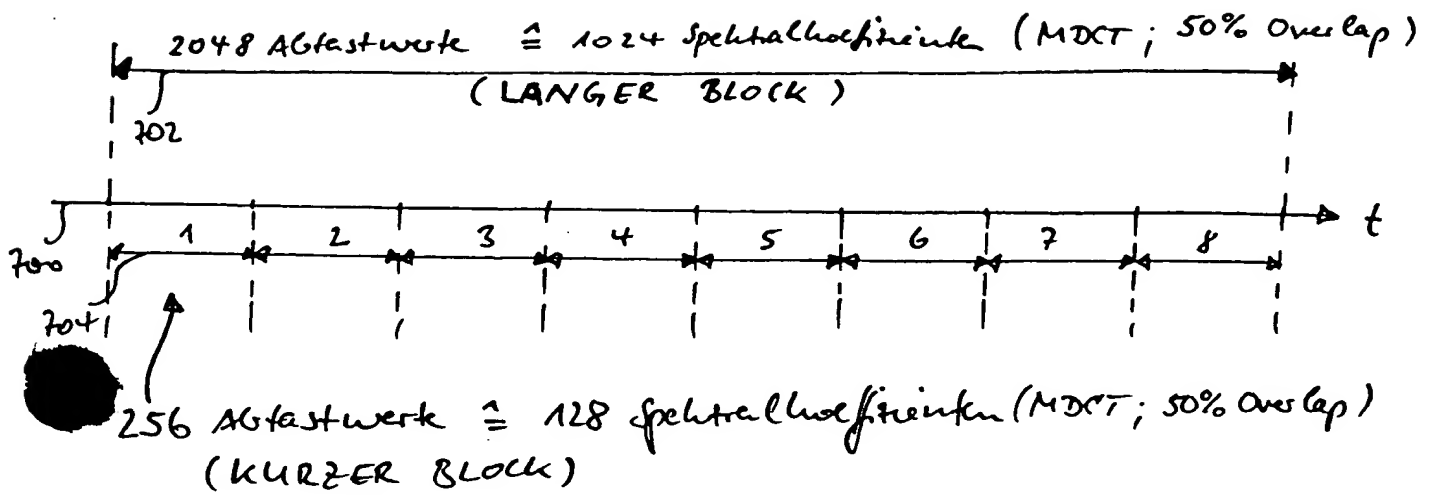 2048 Abtastwerte ≙ 1024 Spektralkoeffizienten (MDCT; 50% Overlap)
(LANGER BLOCK)
702
t
1 2 3 4 5 6 7 8
700
704
256 Abtastwerte ≙ 128 Spektralkoeffizienten (MDCT; 50% Overlap)
(KURZER BLOCK)